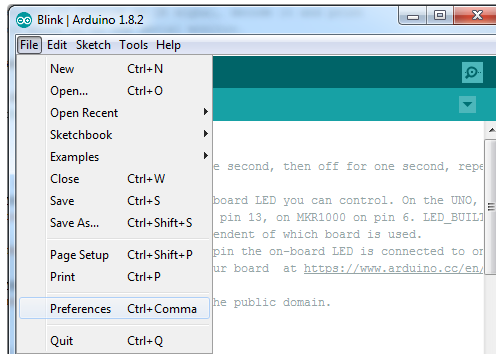 Blink | Arduino 1.8.2
File Edit Sketch Tools Help
New Ctrl+N
Open... Ctrl+O
Open Recent
Sketchbook
Examples
e second, then off for one second, repe
Close Ctrl+W
Save Ctrl+S
board LED you can control. On the UNO,
Save As... Ctrl+Shift+S
pin 13, on MKR1000 on pin 6. LED_BUILT
endent of which board is used.
Page Setup Ctrl+Shift+P
pin the on-board LED is connected to on
Print Ctrl+P
ur board at https://www.arduino.cc/en/
Preferences Ctrl+Comma
he public domain.
Quit Ctrl+Q